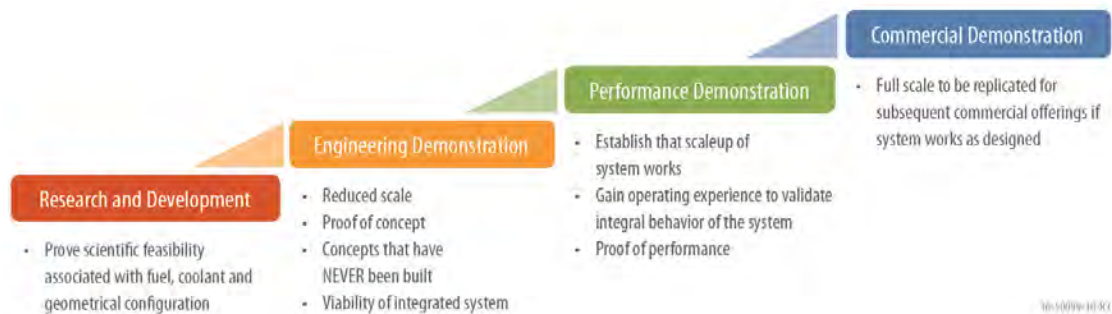 Research and Development
• Prove scientific feasibility
associated with fuel, coolant and
geometrical configuration
Engineering Demonstration
• Reduced scale
• Proof of concept
• Concepts that have
NEVER been built
• Viability of integrated system
Performance Demonstration
• Establish that scaleup of
system works
• Gain operating experience to validate
integral behavior of the system
• Proof of performance
Commercial Demonstration
• Full scale to be replicated for
subsequent commercial offerings if
system works as designed